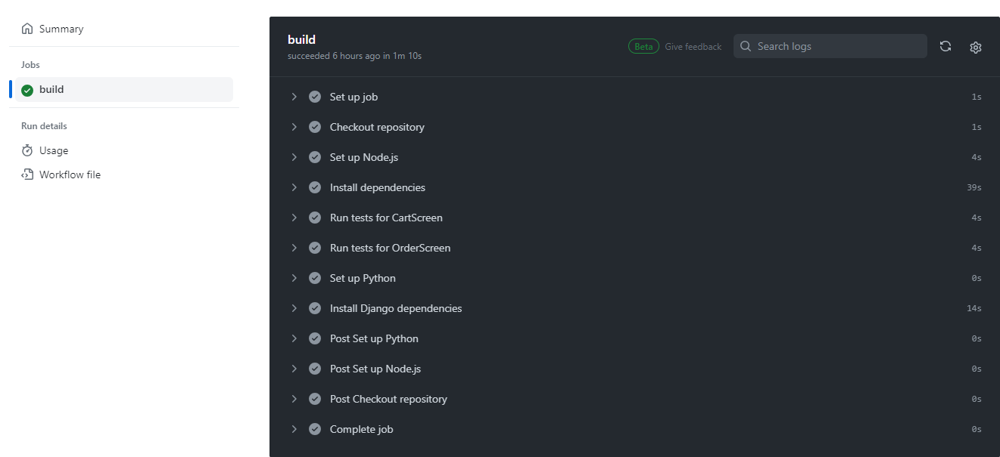 Summary
Jobs
build
Run details
Usage
Workflow file
build
succeeded 6 hours ago in 1m 10s
Beta Give feedback
Search logs
Set up job 1s
Checkout repository 1s
Set up Node.js 4s
Install dependencies 39s
Run tests for CartScreen 4s
Run tests for OrderScreen 4s
Set up Python 0s
Install Django dependencies 14s
Post Set up Python 0s
Post Set up Node.js 0s
Post Checkout repository 0s
Complete job 0s